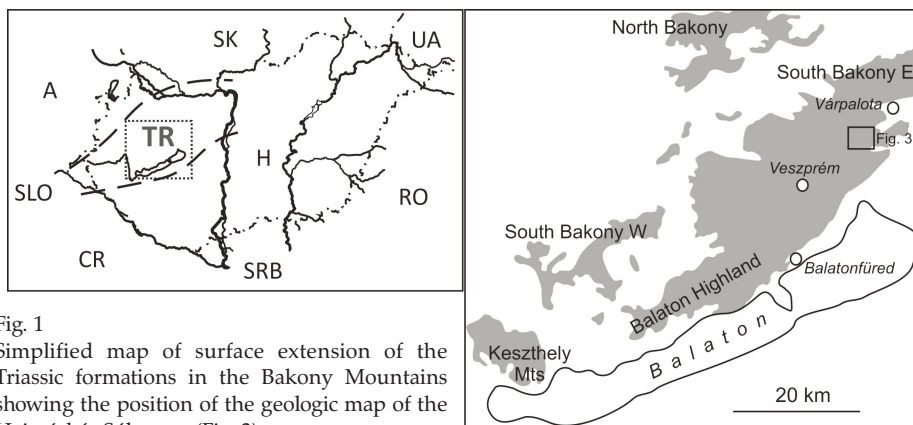 SK
UA
A
TR
H
SLO
RO
CR
SRB
North Bakony
South Bakony E
Várpalota
Fig. 3
Veszprém
South Bakony W
Balatonfüred
Balaton Highland
Keszthely
Mts
Balaton
20 km
Fig. 1
Simplified map of surface extension of the
Triassic formations in the Bakony Mountains
showing the position of the geologic map of the